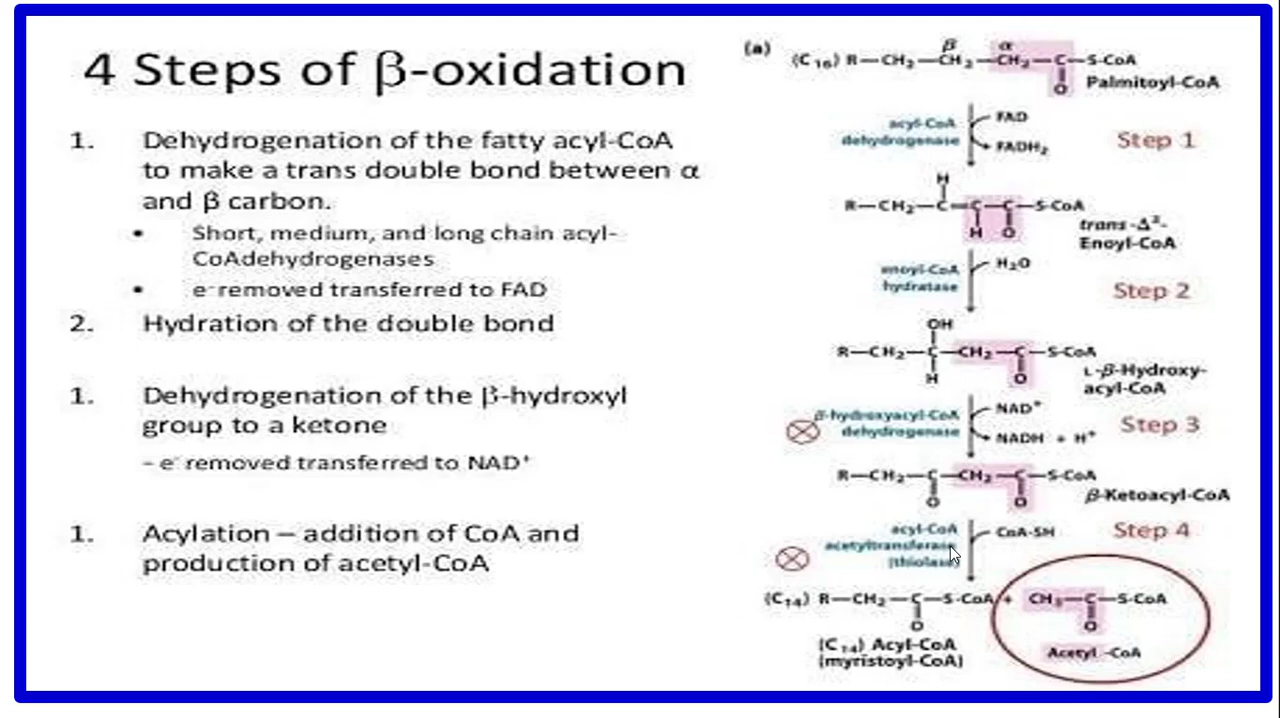 4 Steps of β-oxidation
1. Dehydrogenation of the fatty acyl-CoA
to make a trans double bond between α
and β carbon.
• Short, medium, and long chain acyl-
CoAdehydrogenases
• e⁻ removed transferred to FAD
2. Hydration of the double bond
1. Dehydrogenation of the β-hydroxyl
group to a ketone
– e⁻ removed transferred to NAD⁺
1. Acylation – addition of CoA and
production of acetyl-CoA
(a)
β α
(C₁₆) R—CH₂—CH₂—CH₂—C—S-CoA
O
Palmitoyl-CoA
acyl-CoA
dehydrogenase
FAD
FADH₂
Step 1
H
R—CH₂—C=C—C—S-CoA
H O
trans-Δ²-
Enoyl-CoA
enoyl-CoA
hydratase
H₂O
Step 2
OH
R—CH₂—C—CH₂—C—S-CoA
H O
L-β-Hydroxy-
acyl-CoA
β-hydroxyacyl-CoA
dehydrogenase
NAD⁺
NADH + H⁺
Step 3
R—CH₂—C—CH₂—C—S-CoA
O O
β-Ketoacyl-CoA
acyl-CoA
acetyltransferase
(thiolase)
CoA-SH
Step 4
(C₁₄) R—CH₂—C—S-CoA + CH₃—C—S-CoA
O O
(C₁₄) Acyl-CoA
(myristoyl-CoA)
Acetyl -CoA